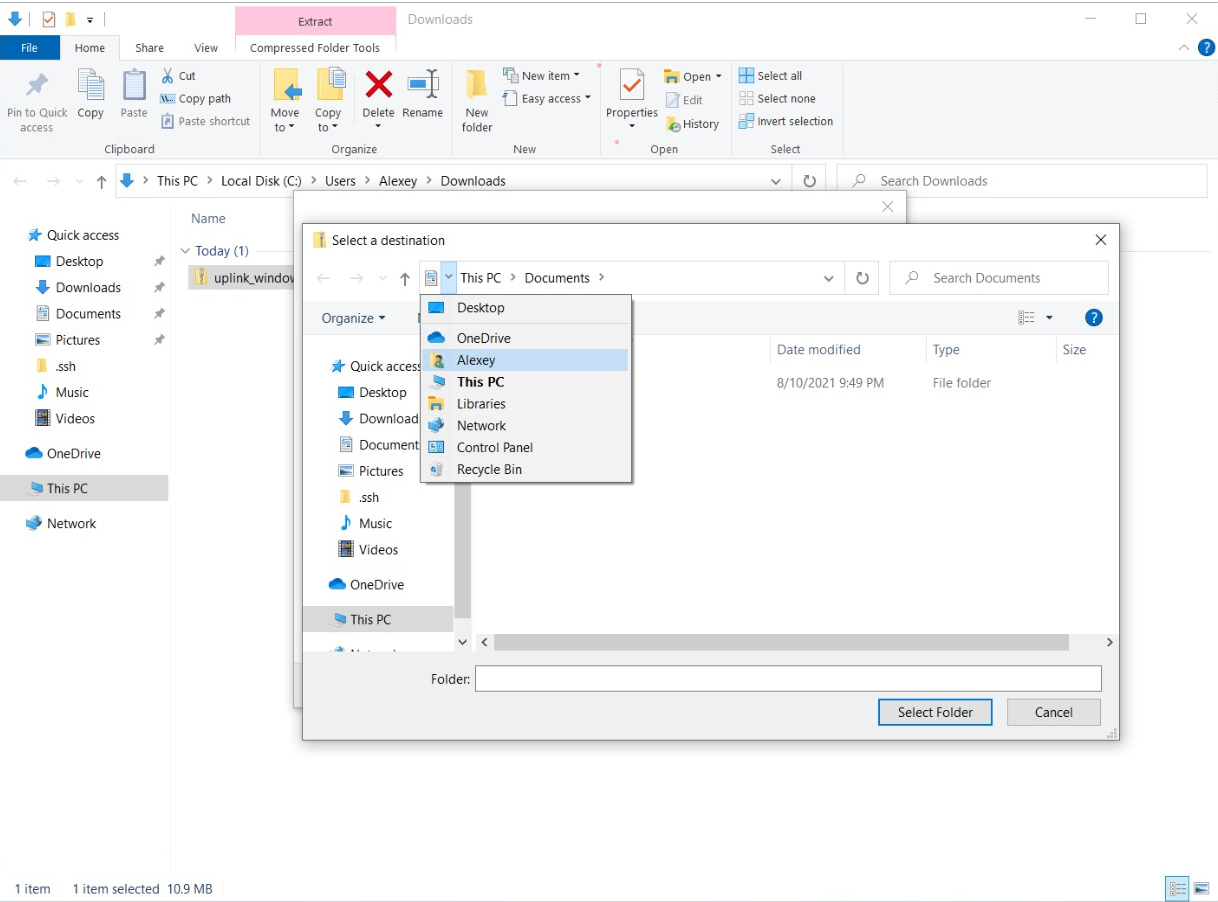 Extract
Downloads
File
Home
Share
View
Compressed Folder Tools
Pin to Quick access
Copy
Paste
Cut
Copy path
Paste shortcut
Clipboard
Move to
Copy to
Delete
Rename
Organize
New folder
New item
Easy access
New
Properties
Open
Edit
History
Open
Select all
Select none
Invert selection
Select
This PC > Local Disk (C:) > Users > Alexey > Downloads
Search Downloads
Quick access
Desktop
Downloads
Documents
Pictures
.ssh
Music
Videos
OneDrive
This PC
Network
Name
Today (1)
uplink_window
Select a destination
This PC > Documents >
Search Documents
Organize
Desktop
OneDrive
Alexey
This PC
Libraries
Network
Control Panel
Recycle Bin
Date modified
Type
Size
8/10/2021 9:49 PM
File folder
Quick access
Desktop
Download
Document
Pictures
.ssh
Music
Videos
OneDrive
This PC
Folder:
Select Folder
Cancel
1 item
1 item selected 10.9 MB